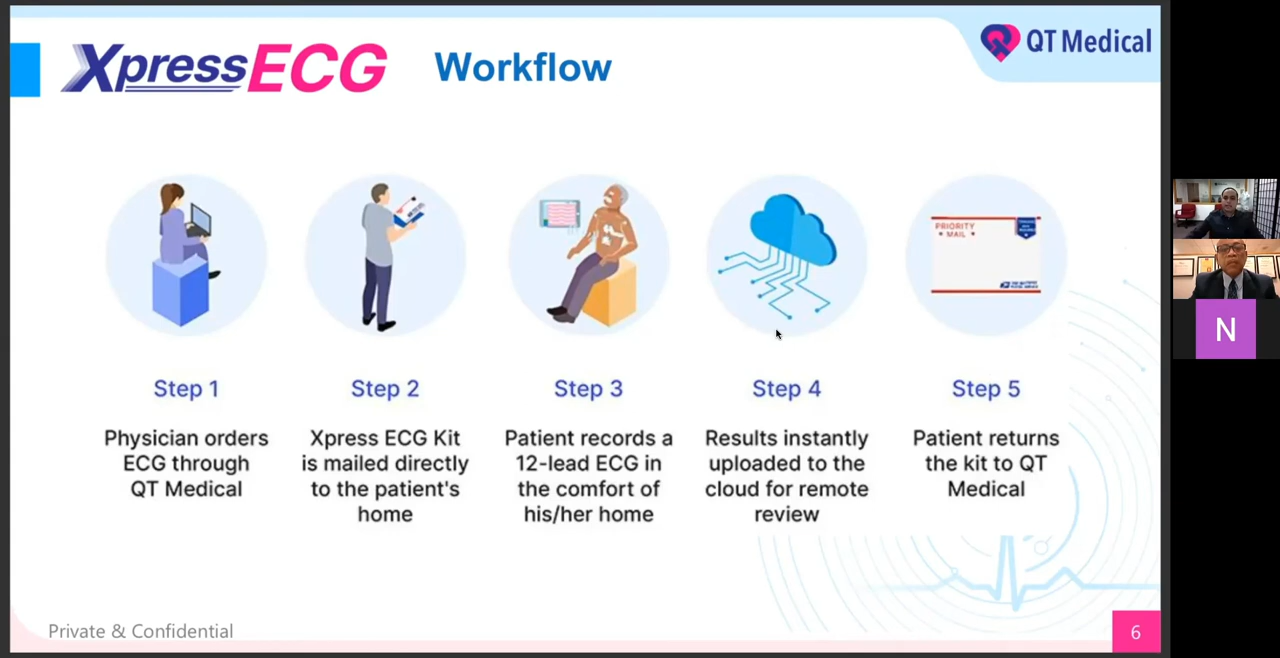 XpressECG Workflow
QT Medical
PRIORITY
MAIL
Step 1
Physician orders
ECG through
QT Medical
Step 2
Xpress ECG Kit
is mailed directly
to the patient's
home
Step 3
Patient records a
12-lead ECG in
the comfort of
his/her home
Step 4
Results instantly
uploaded to the
cloud for remote
review
Step 5
Patient returns
the kit to QT
Medical
Private & Confidential
6
N